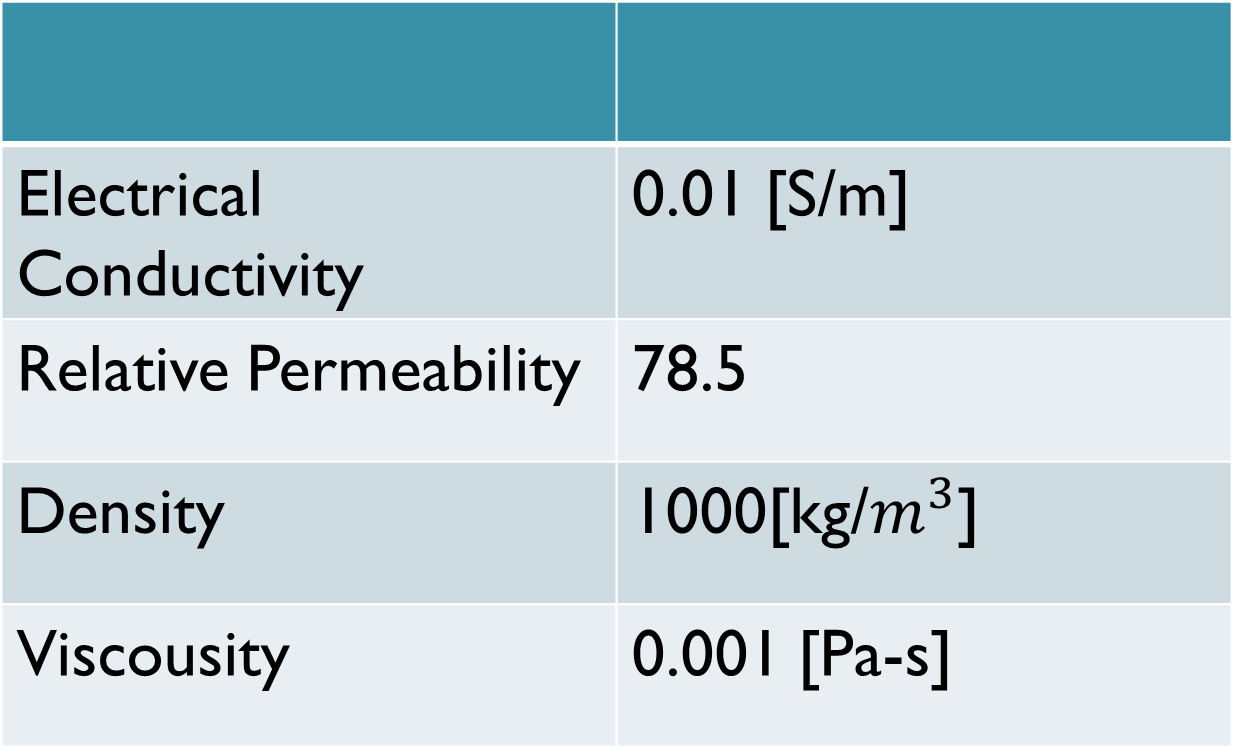 Electrical
Conductivity
0.01 [S/m]
Relative Permeability
78.5
Density
1000[kg/m³]
Viscousity
0.001 [Pa-s]